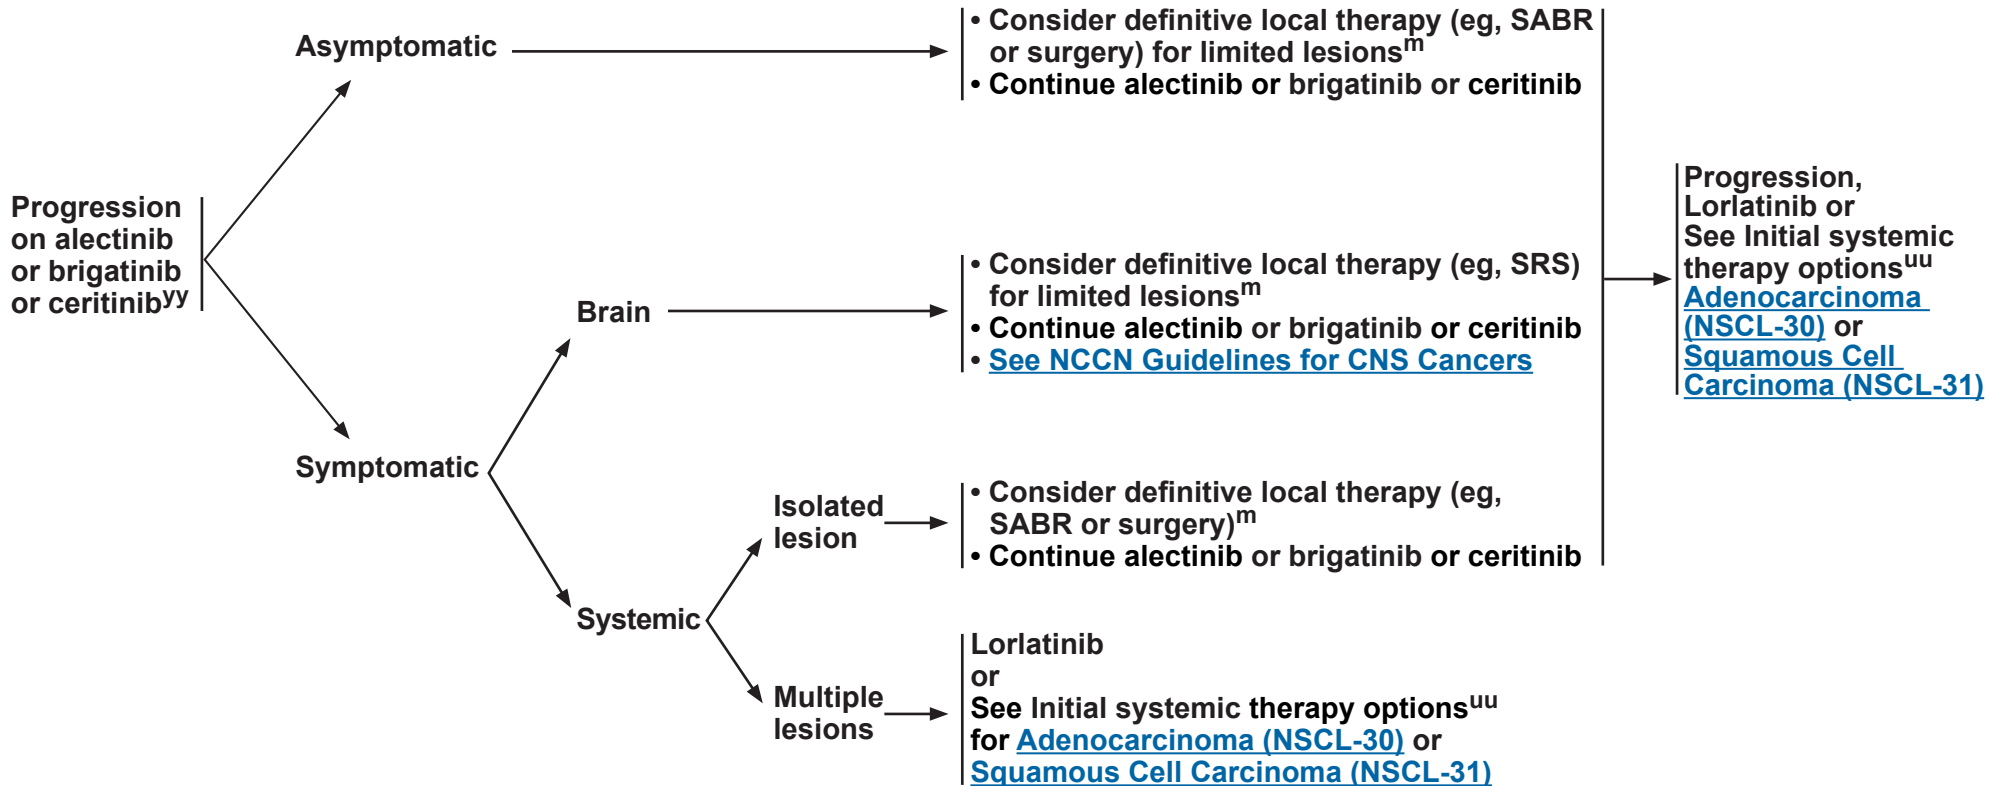 Progression
on alectinib
or brigatinib
or ceritinibyy
Asymptomatic
• Consider definitive local therapy (eg, SABR
or surgery) for limited lesionsm
• Continue alectinib or brigatinib or ceritinib
Symptomatic
Brain
• Consider definitive local therapy (eg, SRS)
for limited lesionsm
• Continue alectinib or brigatinib or ceritinib
• See NCCN Guidelines for CNS Cancers
Systemic
Isolated
lesion
• Consider definitive local therapy (eg,
SABR or surgery)m
• Continue alectinib or brigatinib or ceritinib
Multiple
lesions
Lorlatinib
or
See Initial systemic therapy optionsuu
for Adenocarcinoma (NSCL-30) or
Squamous Cell Carcinoma (NSCL-31)
Progression,
Lorlatinib or
See Initial systemic
therapy optionsuu
Adenocarcinoma
(NSCL-30) or
Squamous Cell
Carcinoma (NSCL-31)